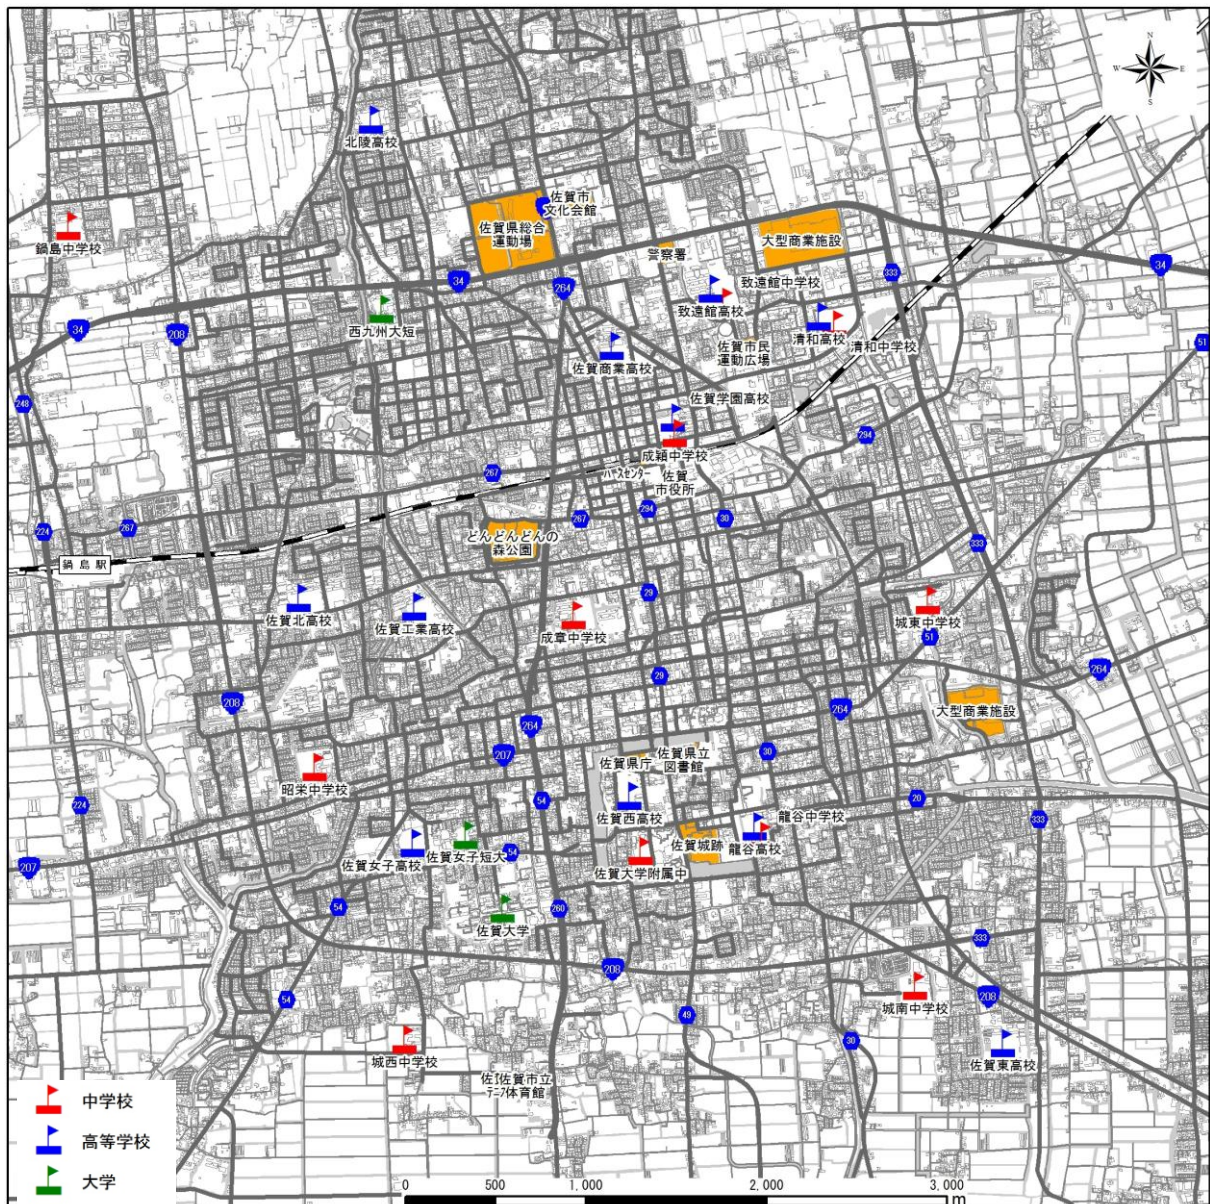 N
W
E
S
北陵高校
佐賀市
文化会館
鍋島中学校
佐賀県総合
運動場
大型商業施設
警察署
34
333
34
264
致遠館中学校
西九州大短
致遠館高校
34
208
清和高校
清和中学校
佐賀市民
運動広場
51
佐賀商業高校
佐賀学園高校
248
294
成穎中学校
267
ﾊﾞｽｾﾝﾀｰ
佐賀
市役所
294
267
30
224
267
どんどんどんの
森公園
333
鍋島駅
29
佐賀北高校
佐賀工業高校
成章中学校
城東中学校
51
264
29
208
264
大型商業施設
264
207
佐賀県庁
佐賀県立
図書館
30
昭栄中学校
54
224
20
佐賀西高校
龍谷中学校
333
佐賀城跡
龍谷高校
佐賀女子高校
佐賀女子短大
54
207
佐賀大学附属中
54
260
佐賀大学
333
208
54
208
城南中学校
49
30
城西中学校
佐賀東高校
佐賀市立
体育館
中学校
高等学校
大学
0
500
1,000
2,000
3,000
m